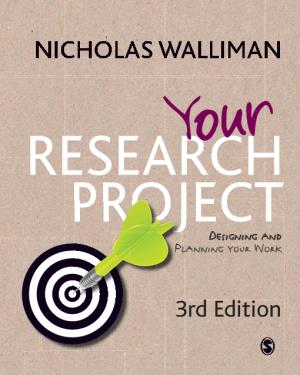 NICHOLAS WALLIMAN
Your
RESEARCH
PROJECT
DESIGNING AND
PLANNING YOUR WORK
3rd Edition
S